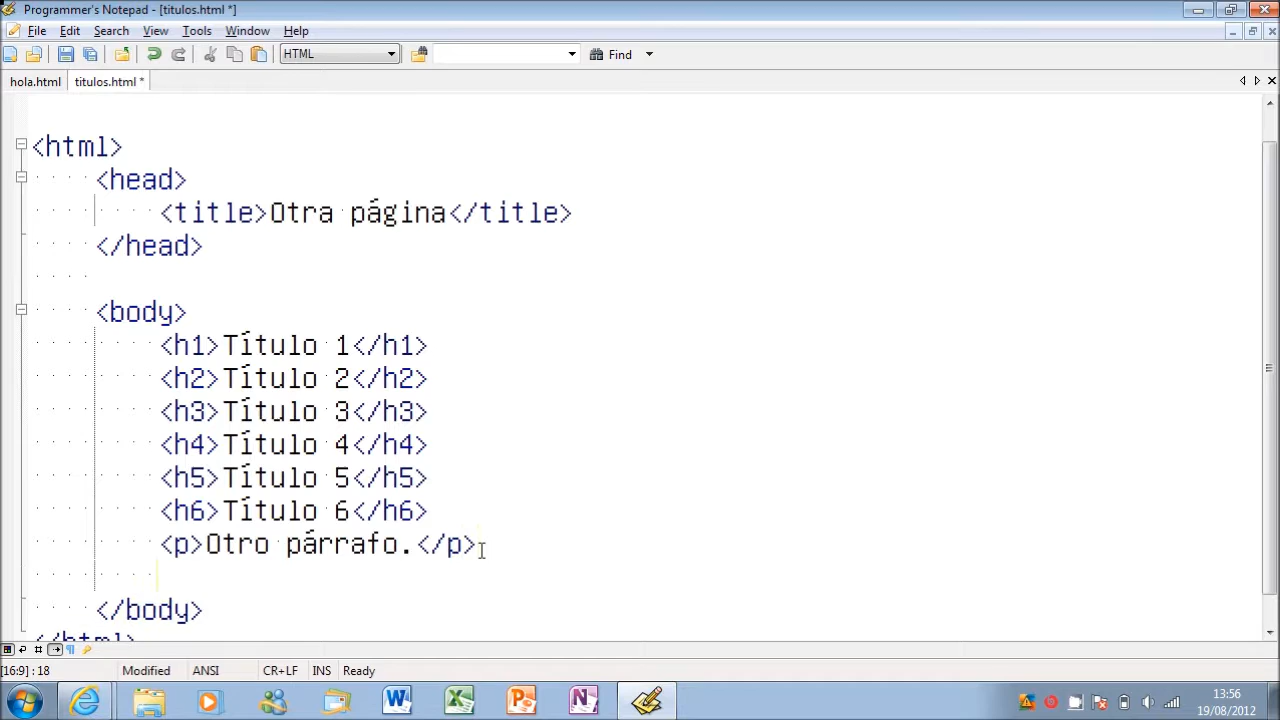 Programmer's Notepad - [titulos.html *]
File Edit Search View Tools Window Help
HTML Find
hola.html titulos.html *
<html>
<head>
<title>Otra página</title>
</head>
<body>
<h1>Título 1</h1>
<h2>Título 2</h2>
<h3>Título 3</h3>
<h4>Título 4</h4>
<h5>Título 5</h5>
<h6>Título 6</h6>
<p>Otro párrafo.</p>
</body>
</html>
[16:9] : 18 Modified ANSI CR+LF INS Ready
13:56
19/08/2012